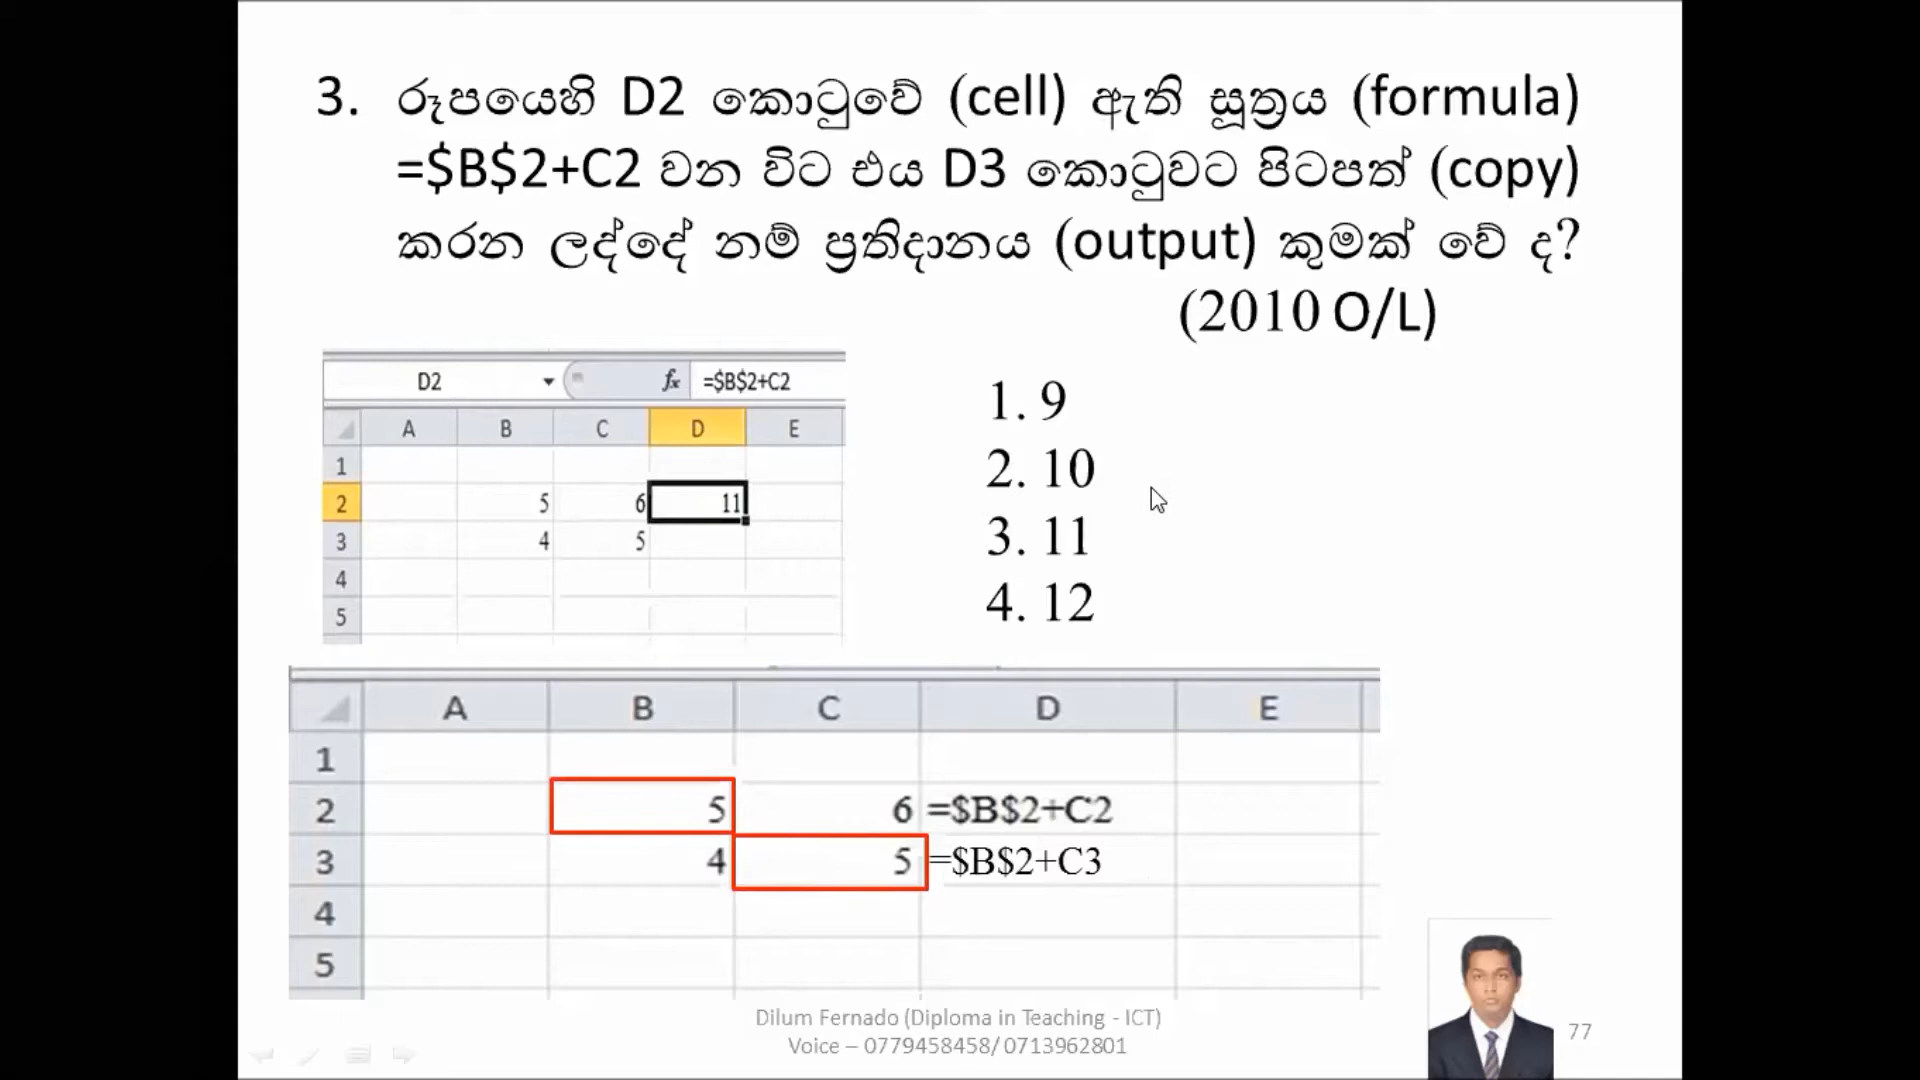 3. රූපයෙහි D2 කොටුවේ (cell) ඇති සූත්‍රය (formula)
=$B$2+C2 වන විට එය D3 කොටුවට පිටපත් (copy)
කරන ලද්දේ නම් ප්‍රතිදානය (output) කුමක් වේ ද?
(2010 O/L)
D2 fx =$B$2+C2
A B C D E
1
2 5 6 11
3 4 5
4
5
1. 9
2. 10
3. 11
4. 12
A B C D E
1
2 5 6 =$B$2+C2
3 4 5 =$B$2+C3
4
5
Dilum Fernado (Diploma in Teaching - ICT)
Voice – 0779458458/ 0713962801
77